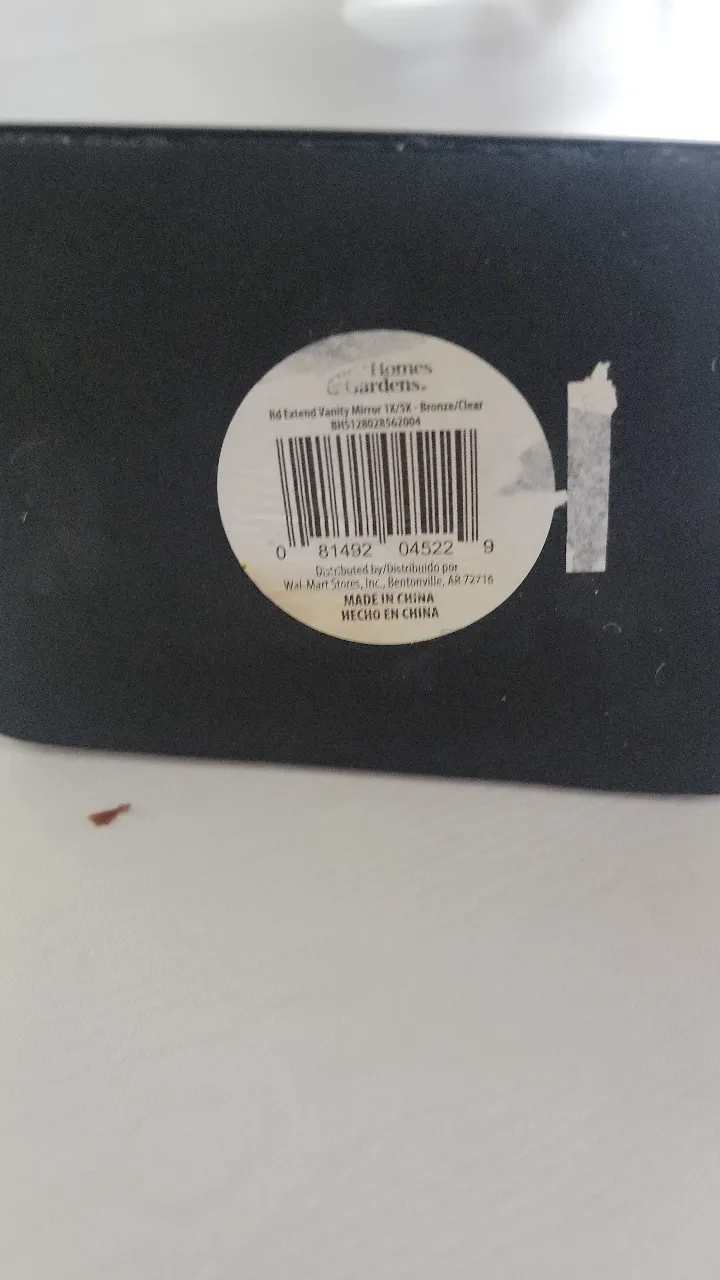 Homes
& Gardens.
Rd Extend Vanity Mirror 1X/5X - Bronze/Clear
BH5128028562004
0 81492 04522 9
Distributed by/Distribuido por
Wal-Mart Stores, Inc., Bentonville, AR 72716
MADE IN CHINA
HECHO EN CHINA